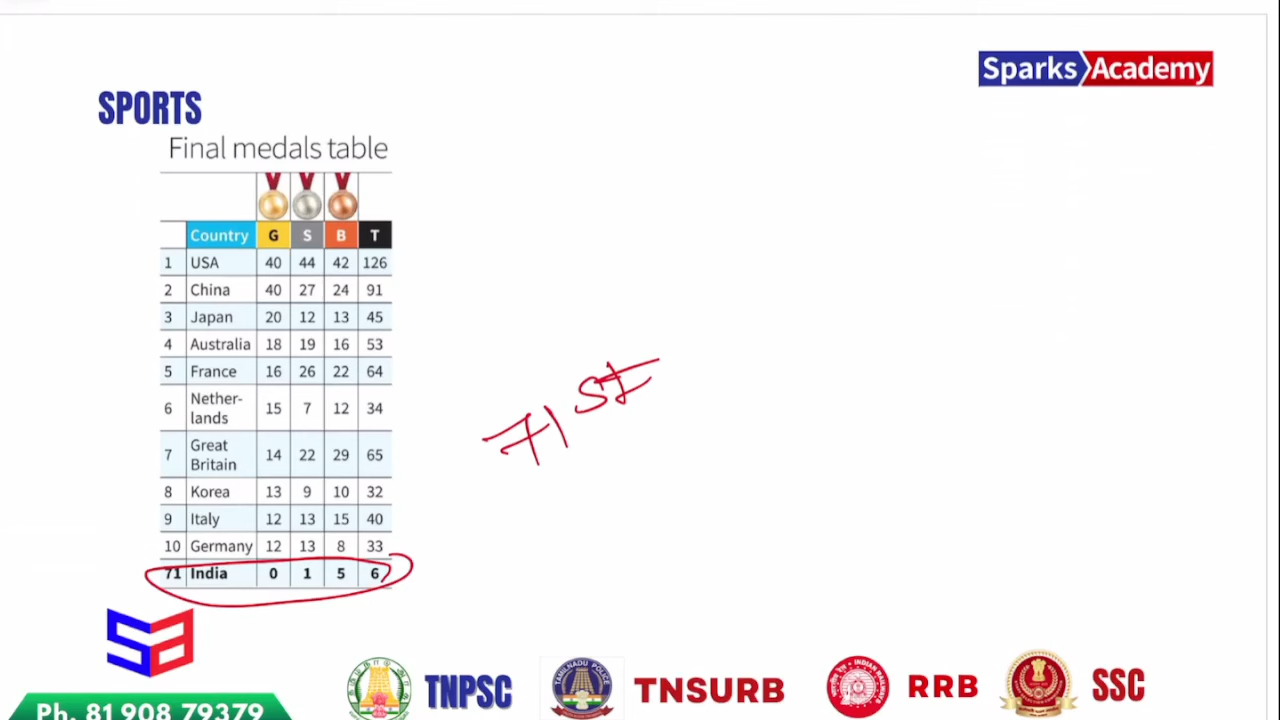 Sparks Academy
SPORTS
Final medals table
Country G S B T
1 USA 40 44 42 126
2 China 40 27 24 91
3 Japan 20 12 13 45
4 Australia 18 19 16 53
5 France 16 26 22 64
6 Nether-
lands 15 7 12 34
7 Great
Britain 14 22 29 65
8 Korea 13 9 10 32
9 Italy 12 13 15 40
10 Germany 12 13 8 33
71 India 0 1 5 6
71 st
SA
TNPSC
TAMILNADU POLICE
TNSURB
RRB
SSC
Ph. 81 908 79379